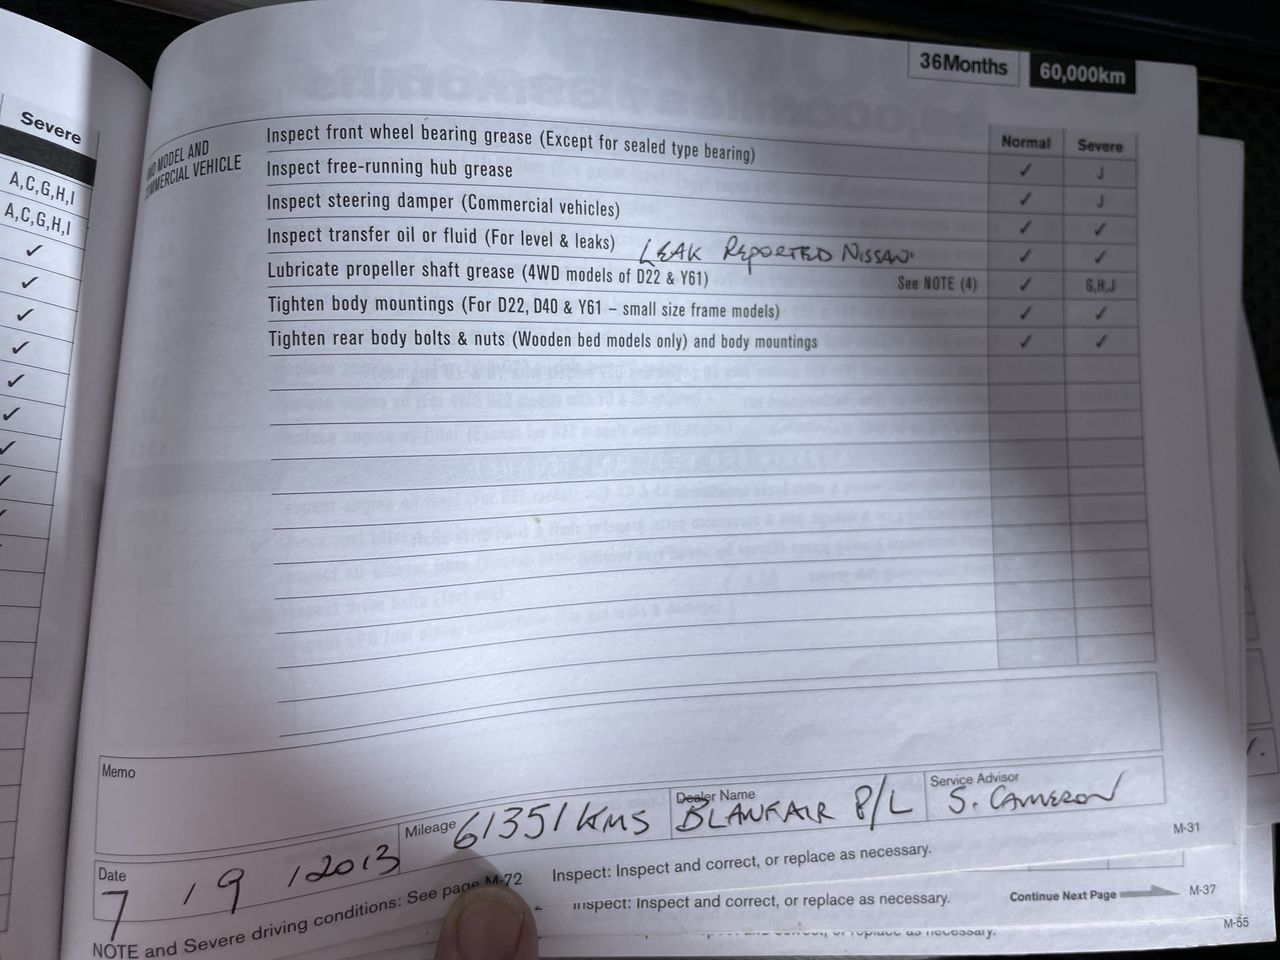 36Months 60,000km
Severe
A,C,G,H,I
A,C,G,H,I
✓
✓
✓
✓
✓
✓
✓
MODEL AND
COMMERCIAL VEHICLE
Normal Severe
Inspect front wheel bearing grease (Except for sealed type bearing) ✓ J
Inspect free-running hub grease ✓ J
Inspect steering damper (Commercial vehicles) ✓ ✓
Inspect transfer oil or fluid (For level & leaks) LEAK REPORTED NISSAN ✓ ✓
Lubricate propeller shaft grease (4WD models of D22 & Y61) See NOTE (4) ✓ G,H,J
Tighten body mountings (For D22, D40 & Y61 – small size frame models) ✓ ✓
Tighten rear body bolts & nuts (Wooden bed models only) and body mountings ✓ ✓
Memo
Date 7 / 9 / 2013 Mileage 61351 KMS Dealer Name BLANFAIR P/L Service Advisor S. CAMERON
NOTE and Severe driving conditions: See page M-72 Inspect: Inspect and correct, or replace as necessary. M-31
Inspect: Inspect and correct, or replace as necessary. Continue Next Page M-37
correct, or replace as necessary. M-55